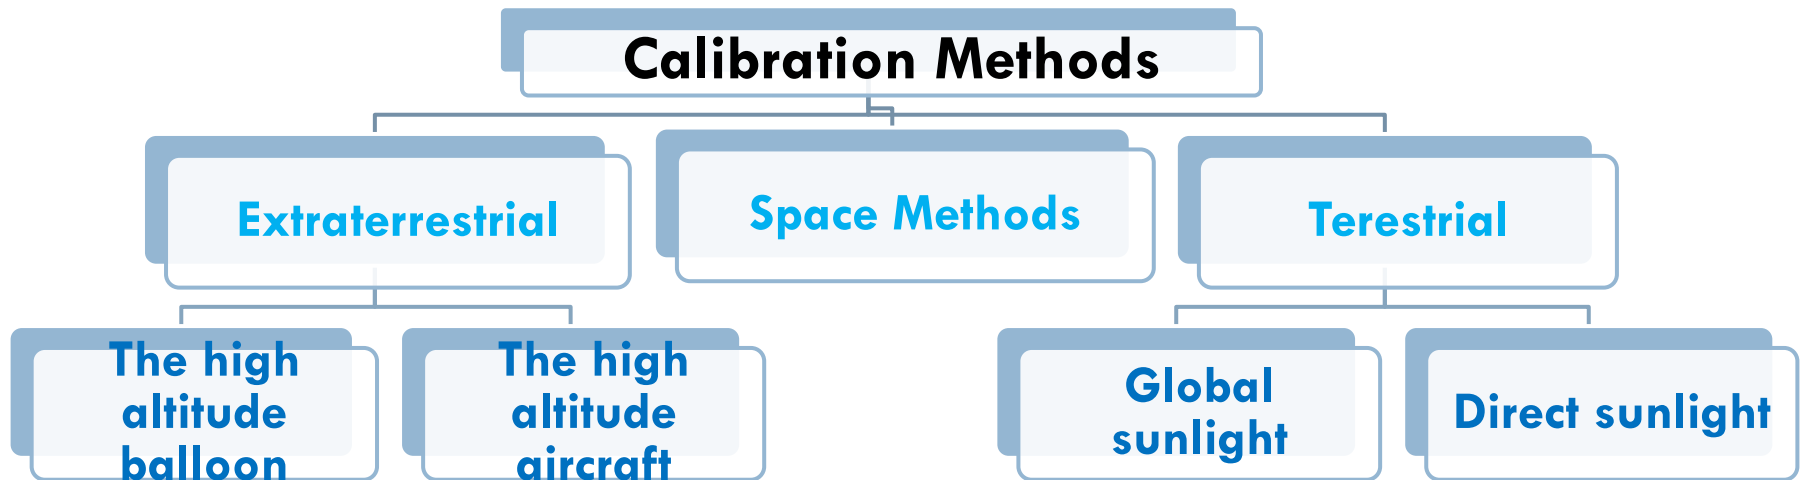 Calibration Methods
Extraterrestrial
Space Methods
Terestrial
The high
altitude
balloon
The high
altitude
aircraft
Global
sunlight
Direct sunlight